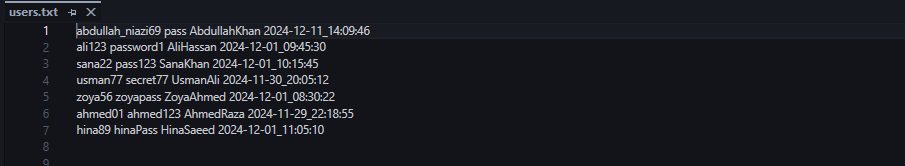 users.txt
1 abdullah_niazi69 pass AbdullahKhan 2024-12-11_14:09:46
2 ali123 password1 AliHassan 2024-12-01_09:45:30
3 sana22 pass123 SanaKhan 2024-12-01_10:15:45
4 usman77 secret77 UsmanAli 2024-11-30_20:05:12
5 zoya56 zoyapass ZoyaAhmed 2024-12-01_08:30:22
6 ahmed01 ahmed123 AhmedRaza 2024-11-29_22:18:55
7 hina89 hinaPass HinaSaeed 2024-12-01_11:05:10
8
9